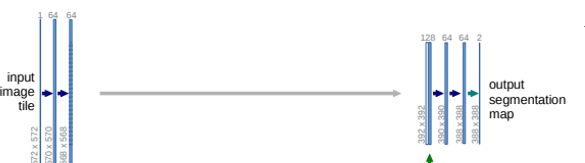 1 64 64
128 64 64 2
input
image
tile
output
segmentation
map
572 x 572
570 x 570
568 x 568
392 x 392
390 x 390
388 x 388
388 x 388